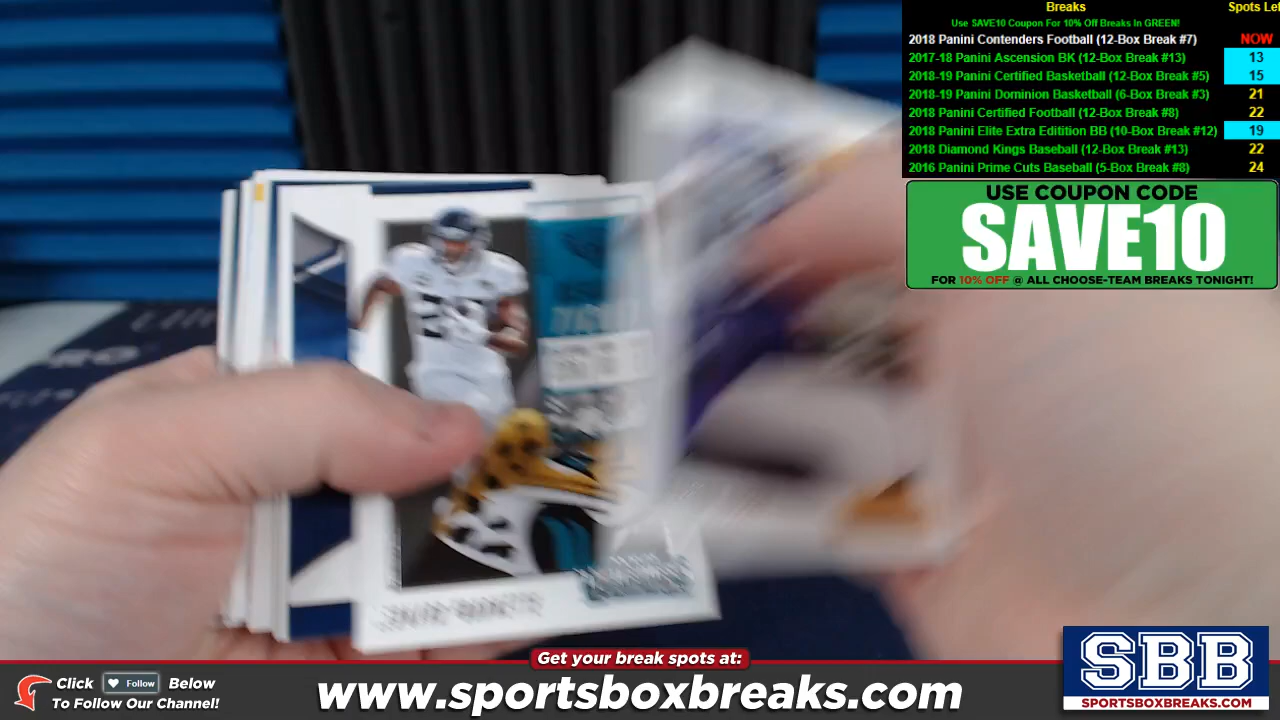 Breaks Spots Lef
Use SAVE10 Coupon For 10% Off Breaks In GREEN!
2018 Panini Contenders Football (12-Box Break #7) NOW
2017-18 Panini Ascension BK (12-Box Break #13) 13
2018-19 Panini Certified Basketball (12-Box Break #5) 15
2018-19 Panini Dominion Basketball (6-Box Break #3) 21
2018 Panini Certified Football (12-Box Break #8) 22
2018 Panini Elite Extra Editition BB (10-Box Break #12) 19
2018 Diamond Kings Baseball (12-Box Break #13) 22
2016 Panini Prime Cuts Baseball (5-Box Break #8) 24
USE COUPON CODE
SAVE10
FOR 10% OFF @ ALL CHOOSE-TEAM BREAKS TONIGHT!
Get your break spots at:
Click Follow Below
To Follow Our Channel!
www.sportsboxbreaks.com
SBB
SPORTSBOXBREAKS.COM